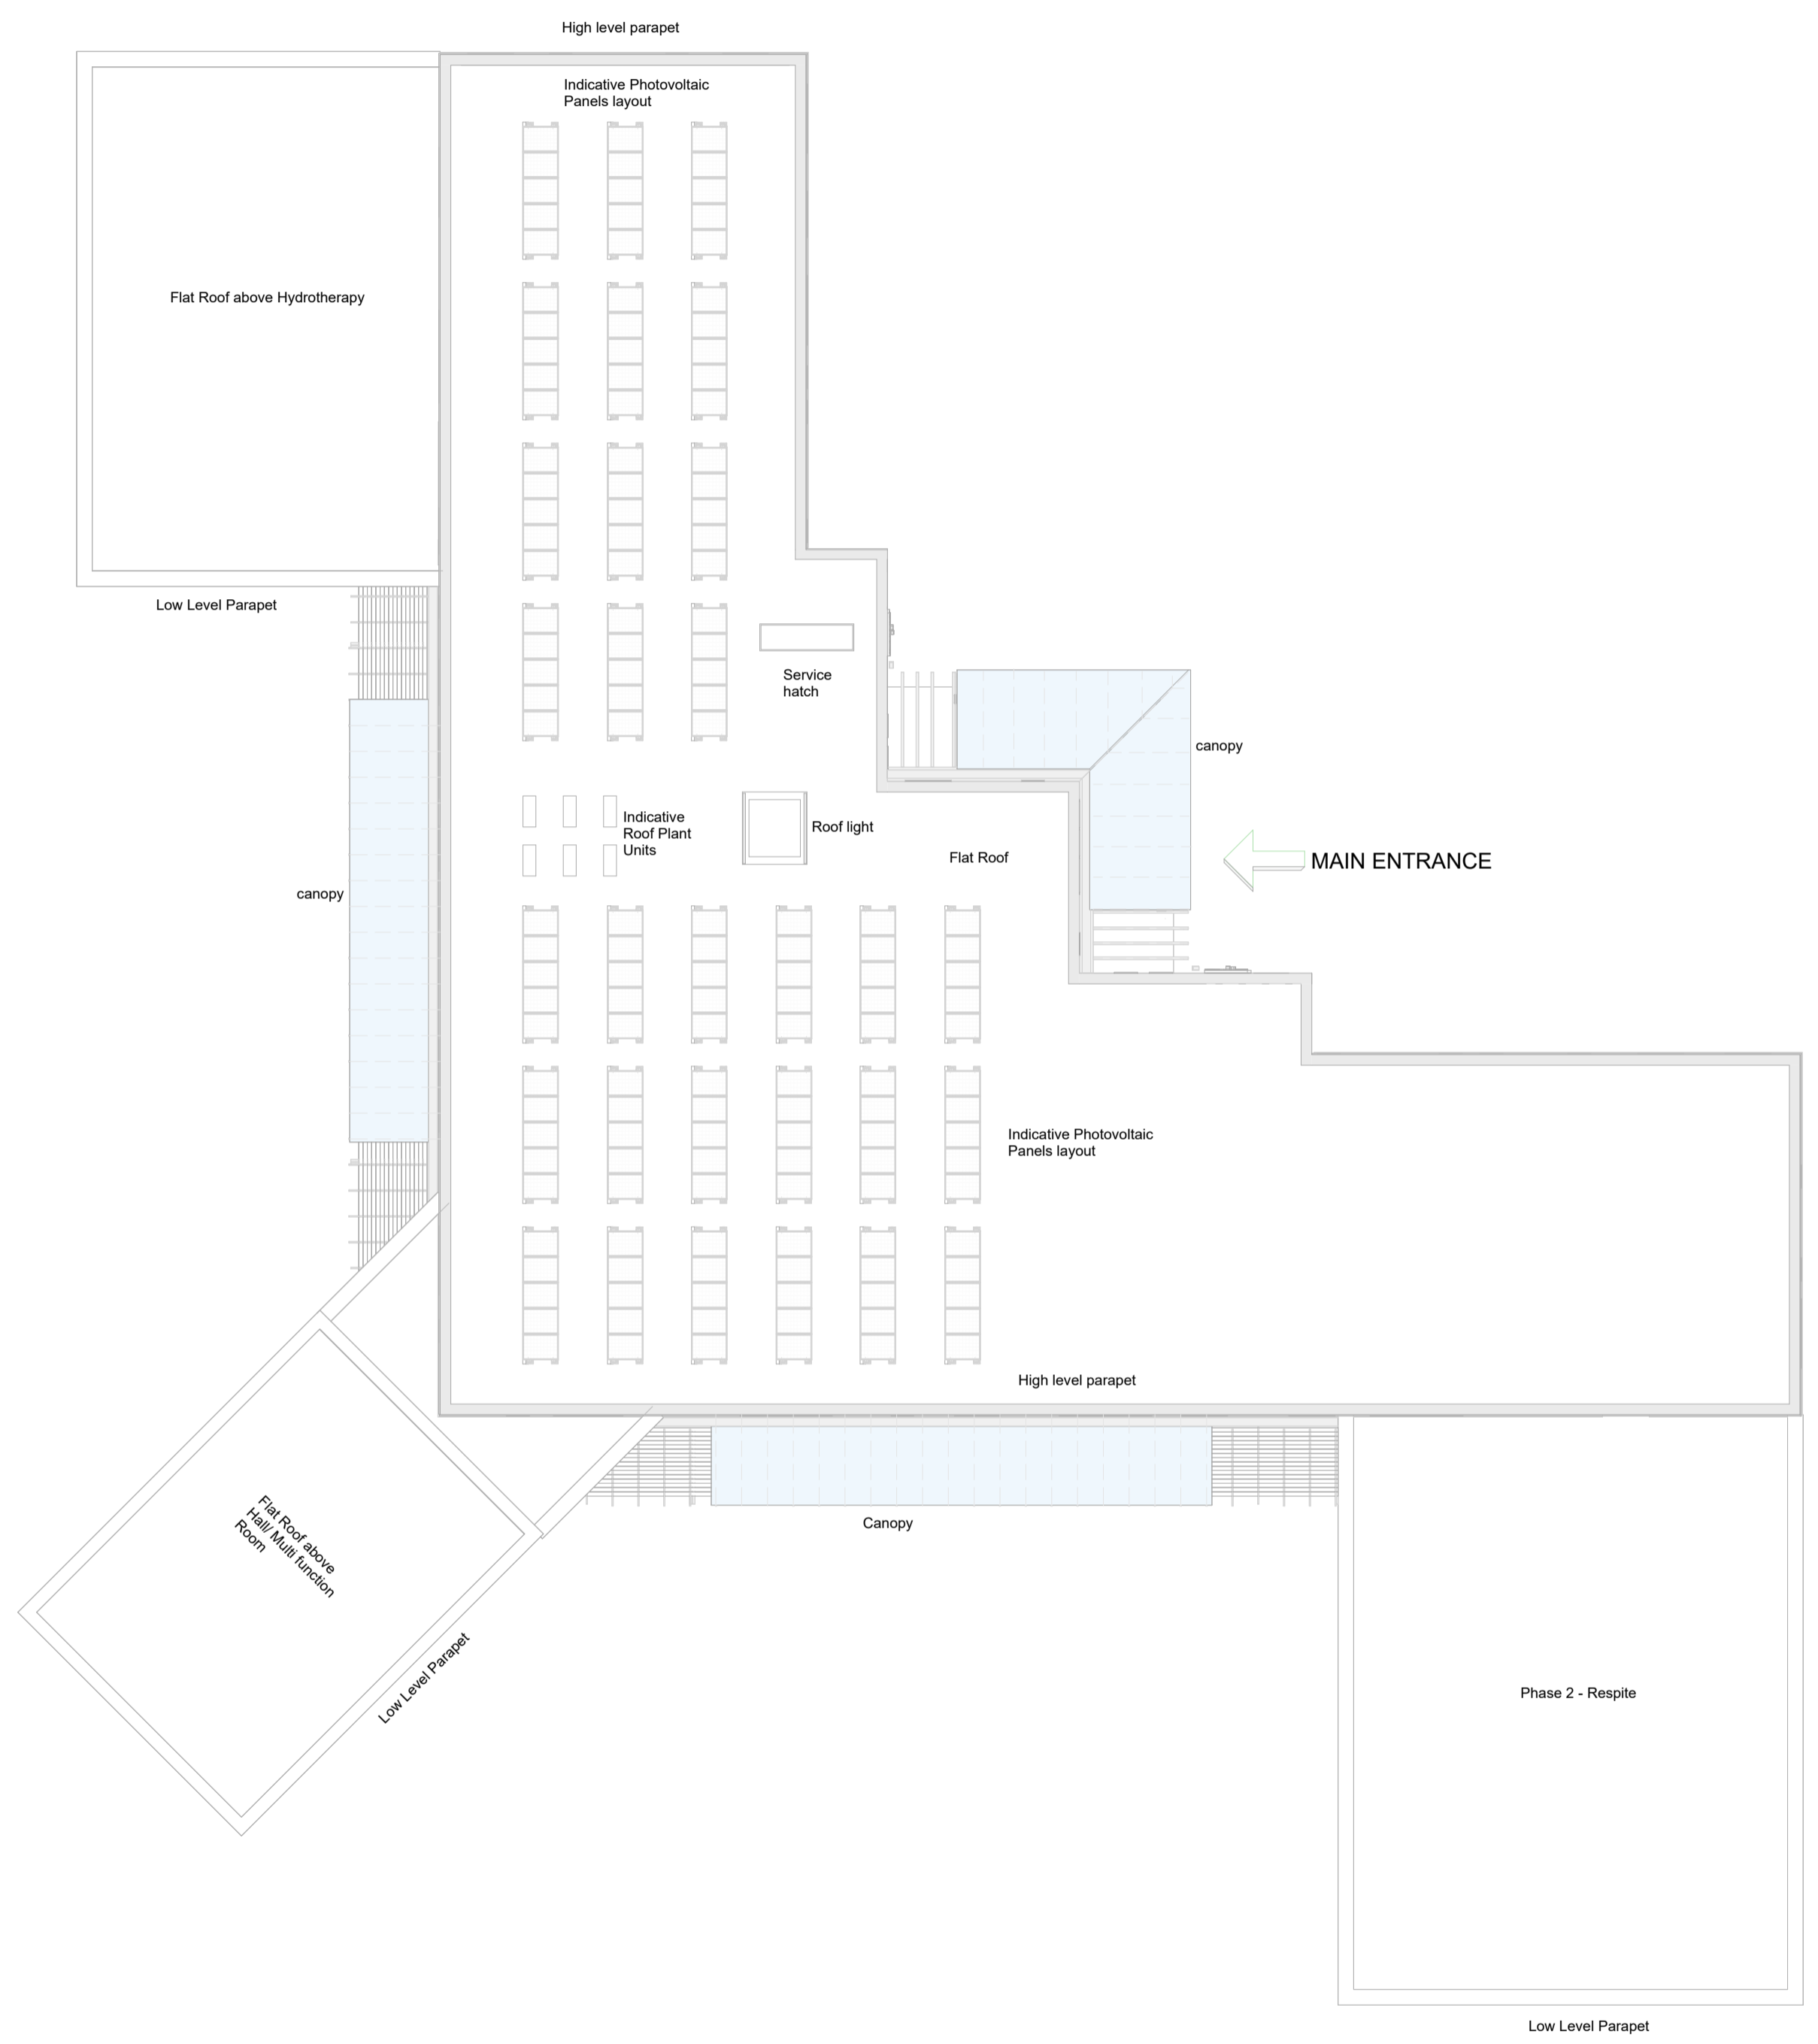 High level parapet
Indicative Photovoltaic
Panels layout
Flat Roof above Hydrotherapy
Low Level Parapet
Service
hatch
canopy
Indicative
Roof Plant
Units
Roof light
Flat Roof
MAIN ENTRANCE
canopy
Indicative Photovoltaic
Panels layout
High level parapet
Flat Roof above
Hall/ Multi function
Room
Canopy
Low Level Parapet
Phase 2 - Respite
Low Level Parapet